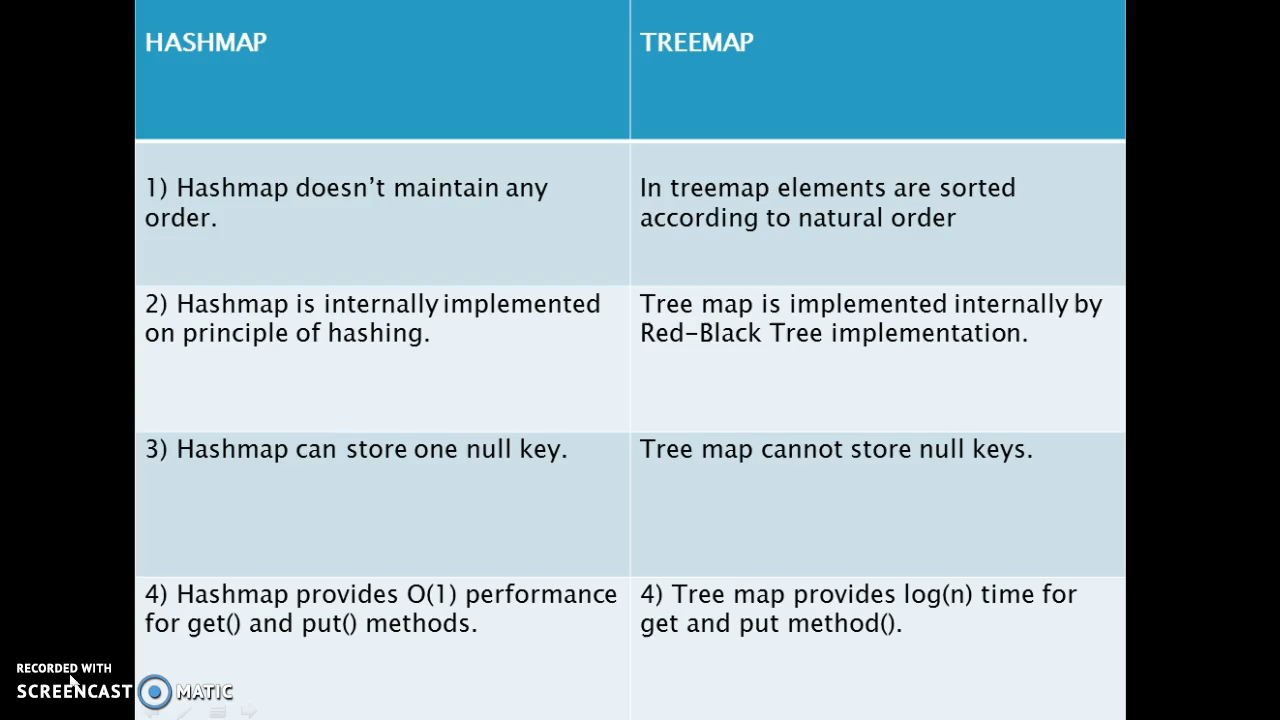 HASHMAP
TREEMAP
1) Hashmap doesn’t maintain any
order.
In treemap elements are sorted
according to natural order
2) Hashmap is internally implemented
on principle of hashing.
Tree map is implemented internally by
Red-Black Tree implementation.
3) Hashmap can store one null key.
Tree map cannot store null keys.
4) Hashmap provides O(1) performance
for get() and put() methods.
4) Tree map provides log(n) time for
get and put method().
RECORDED WITH
SCREENCAST MATIC